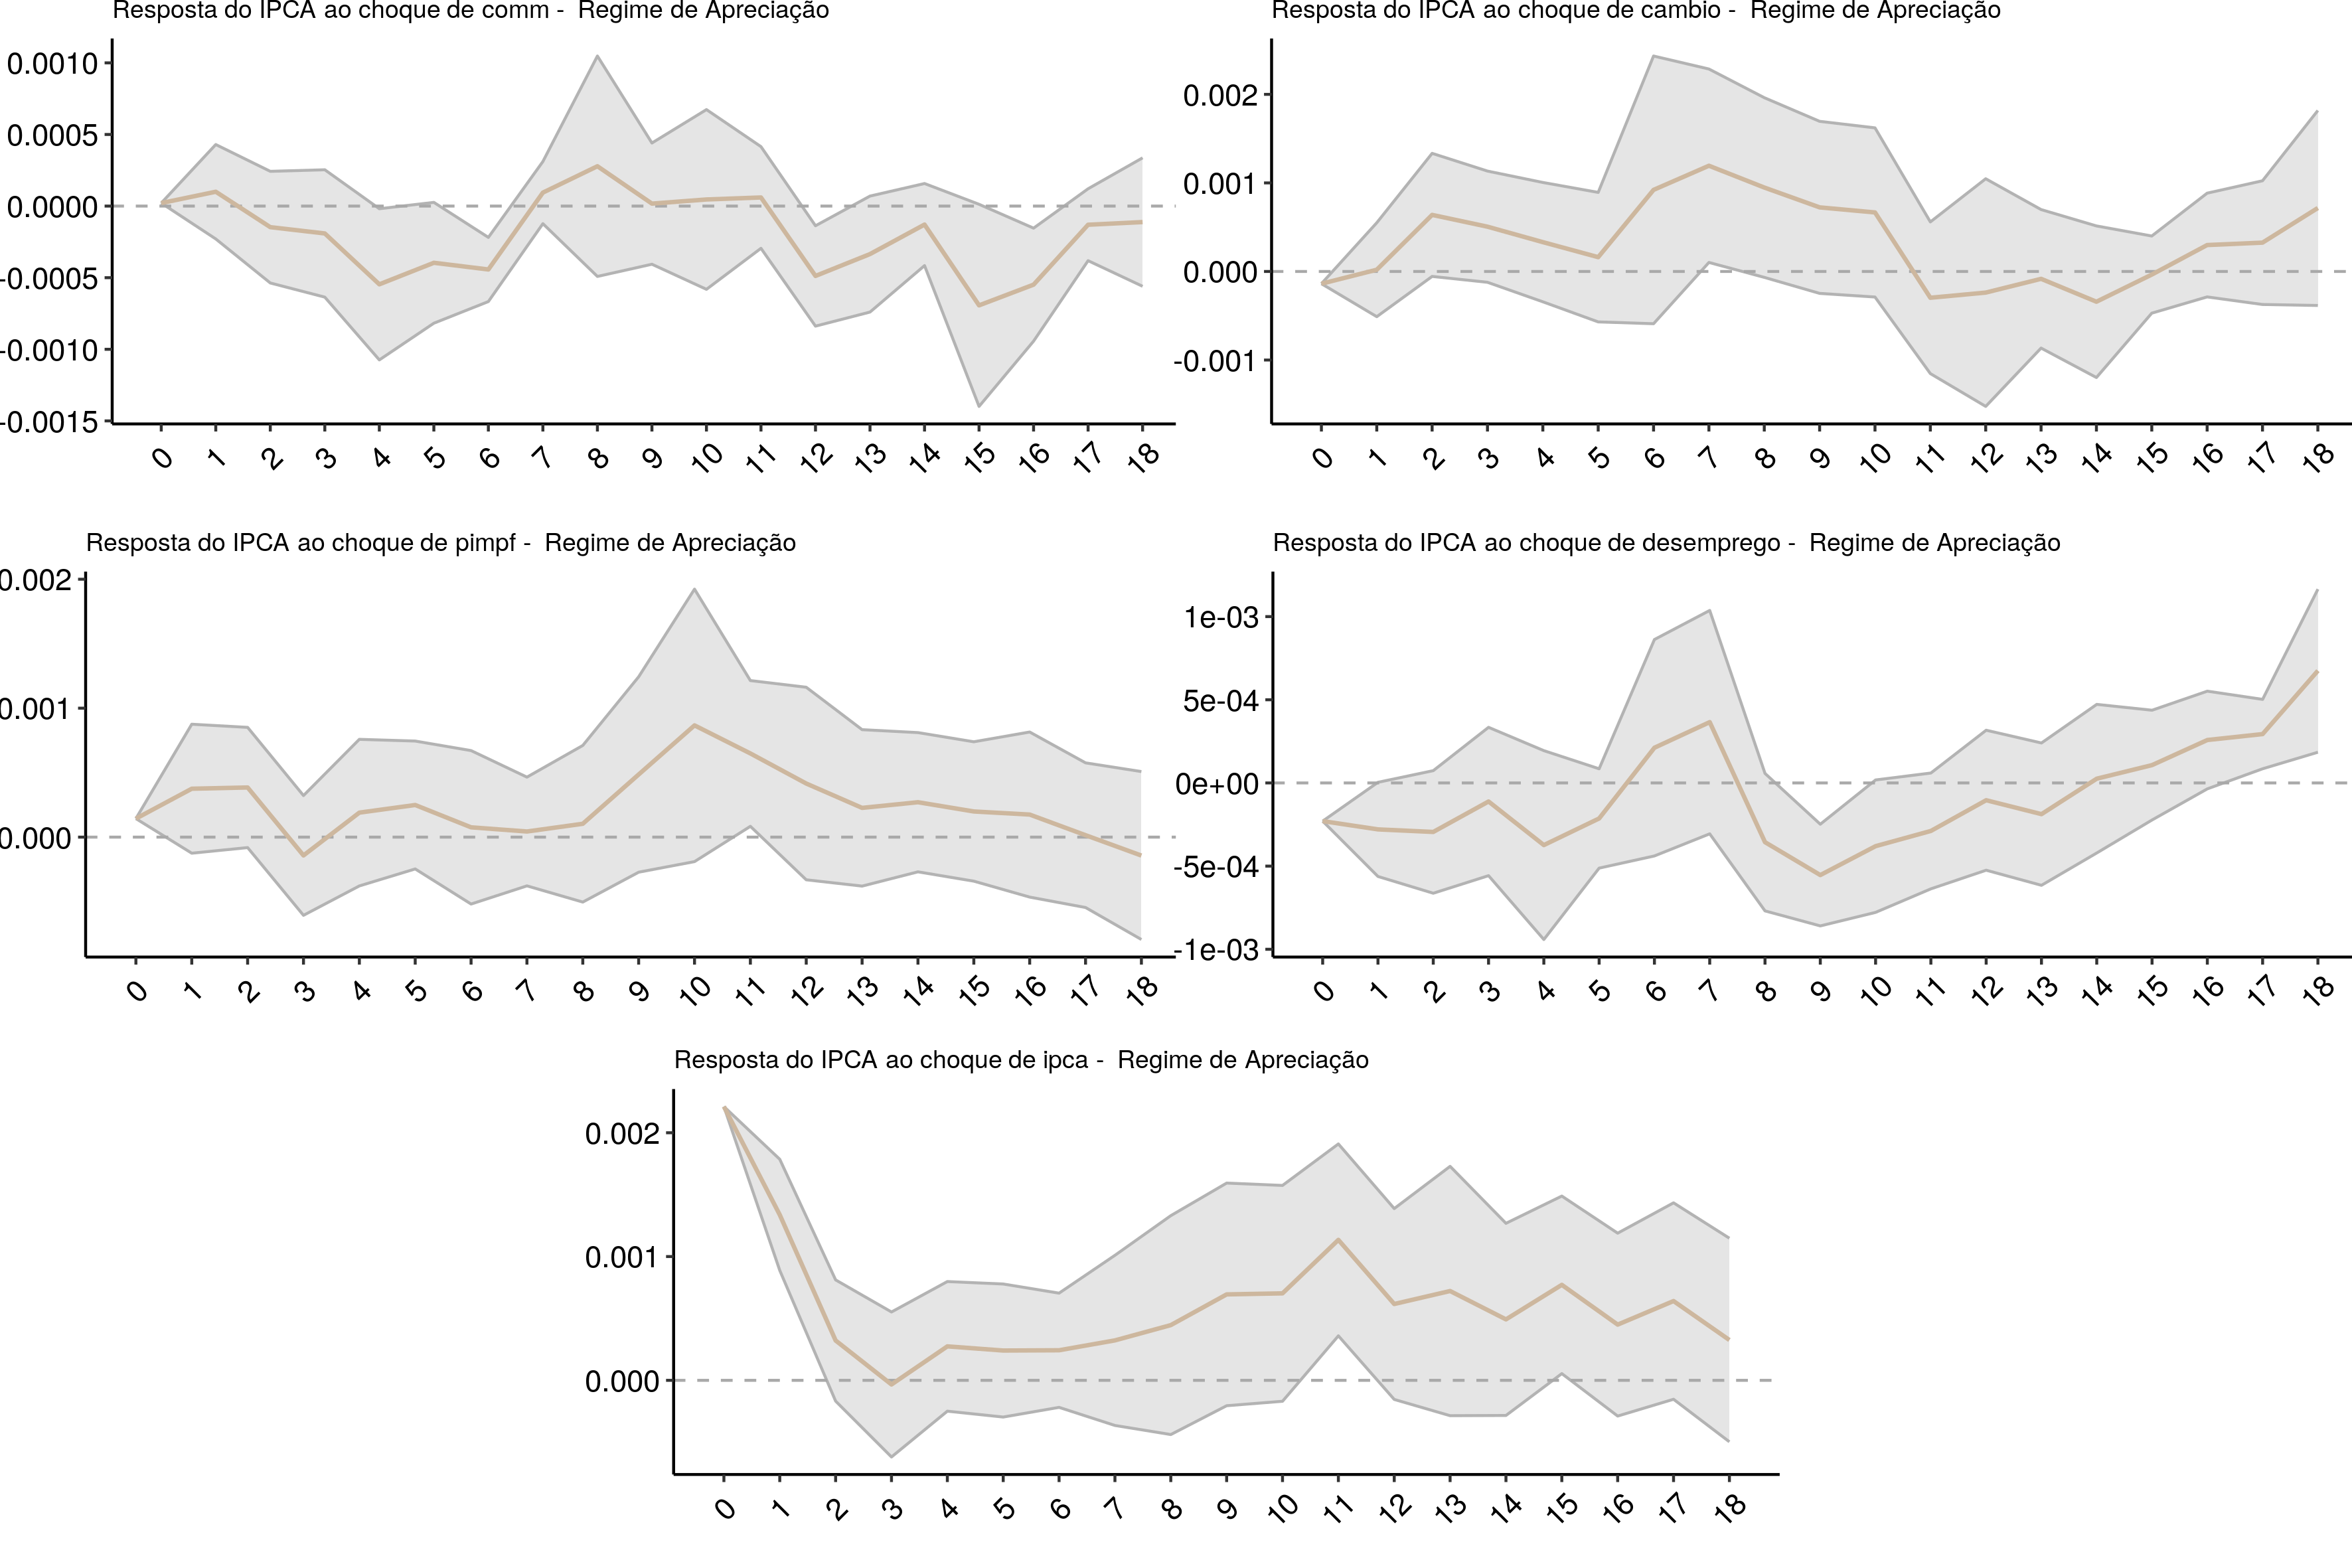 Resposta do IPCA ao choque de comm -  Regime de Apreciação
0.0010
0.0005
0.0000
-0.0005
-0.0010
-0.0015
0 1 2 3 4 5 6 7 8 9 10 11 12 13 14 15 16 17 18
Resposta do IPCA ao choque de cambio -  Regime de Apreciação
0.002
0.001
0.000
-0.001
0 1 2 3 4 5 6 7 8 9 10 11 12 13 14 15 16 17 18
Resposta do IPCA ao choque de pimpf -  Regime de Apreciação
0.002
0.001
0.000
0 1 2 3 4 5 6 7 8 9 10 11 12 13 14 15 16 17 18
Resposta do IPCA ao choque de desemprego -  Regime de Apreciação
1e-03
5e-04
0e+00
-5e-04
-1e-03
0 1 2 3 4 5 6 7 8 9 10 11 12 13 14 15 16 17 18
Resposta do IPCA ao choque de ipca -  Regime de Apreciação
0.002
0.001
0.000
0 1 2 3 4 5 6 7 8 9 10 11 12 13 14 15 16 17 18